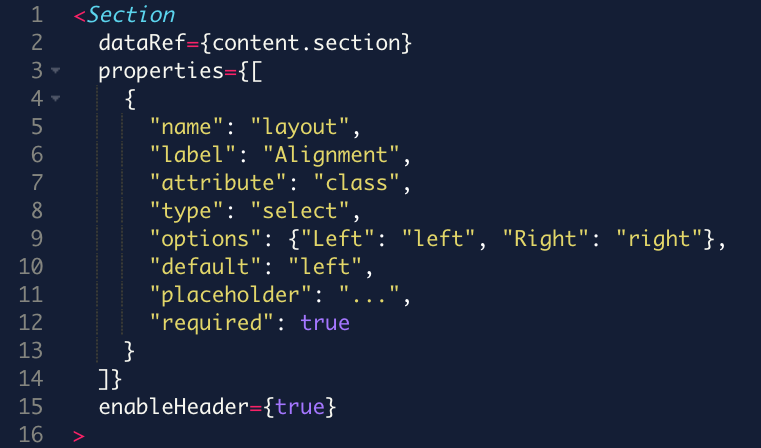 1 <Section
2 dataRef={content.section}
3 properties={[
4 {
5 "name": "layout",
6 "label": "Alignment",
7 "attribute": "class",
8 "type": "select",
9 "options": {"Left": "left", "Right": "right"},
10 "default": "left",
11 "placeholder": "...",
12 "required": true
13 }
14 ]}
15 enableHeader={true}
16 >